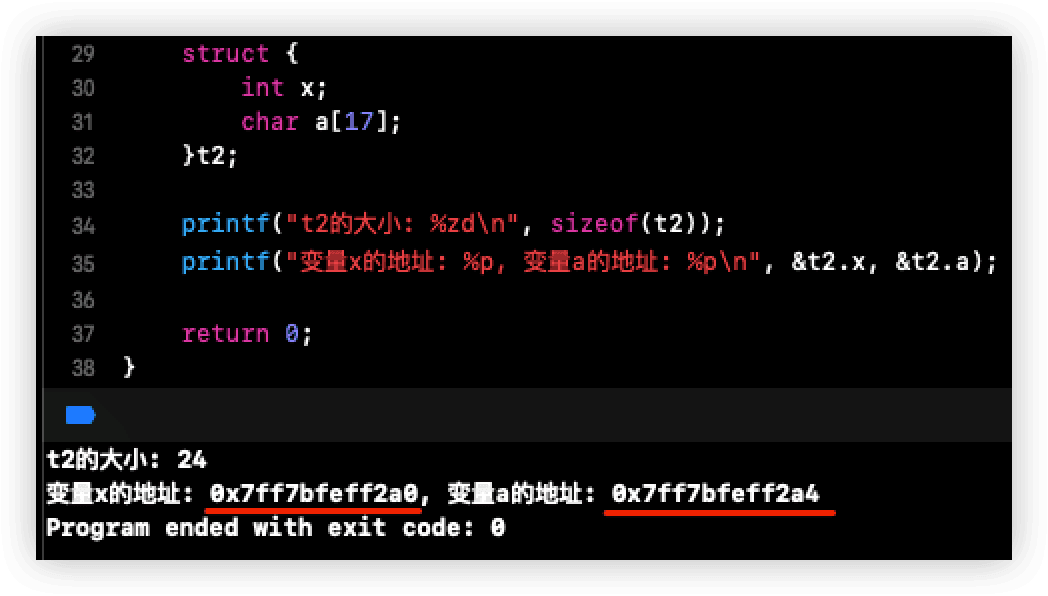 29 struct {
30 int x;
31 char a[17];
32 }t2;
33
34 printf("t2的大小: %zd\n", sizeof(t2));
35 printf("变量x的地址: %p, 变量a的地址: %p\n", &t2.x, &t2.a);
36
37 return 0;
38 }
t2的大小: 24
变量x的地址: 0x7ff7bfeff2a0, 变量a的地址: 0x7ff7bfeff2a4
Program ended with exit code: 0